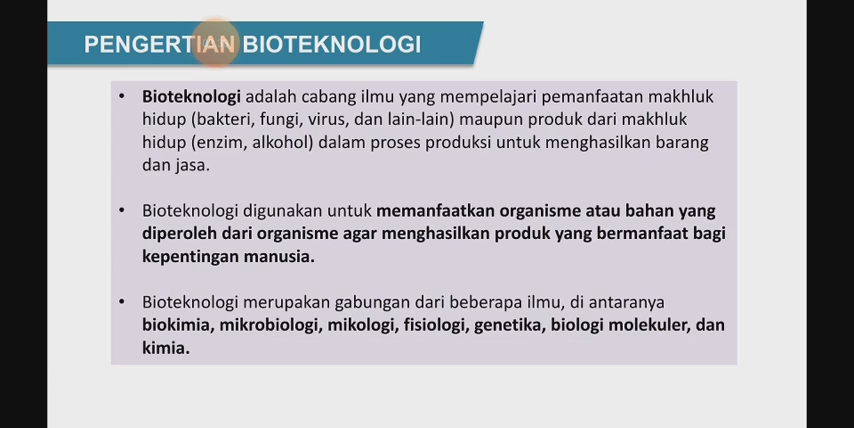 PENGERTIAN BIOTEKNOLOGI
• Bioteknologi adalah cabang ilmu yang mempelajari pemanfaatan makhluk
hidup (bakteri, fungi, virus, dan lain-lain) maupun produk dari makhluk
hidup (enzim, alkohol) dalam proses produksi untuk menghasilkan barang
dan jasa.
• Bioteknologi digunakan untuk memanfaatkan organisme atau bahan yang
diperoleh dari organisme agar menghasilkan produk yang bermanfaat bagi
kepentingan manusia.
• Bioteknologi merupakan gabungan dari beberapa ilmu, di antaranya
biokimia, mikrobiologi, mikologi, fisiologi, genetika, biologi molekuler, dan
kimia.